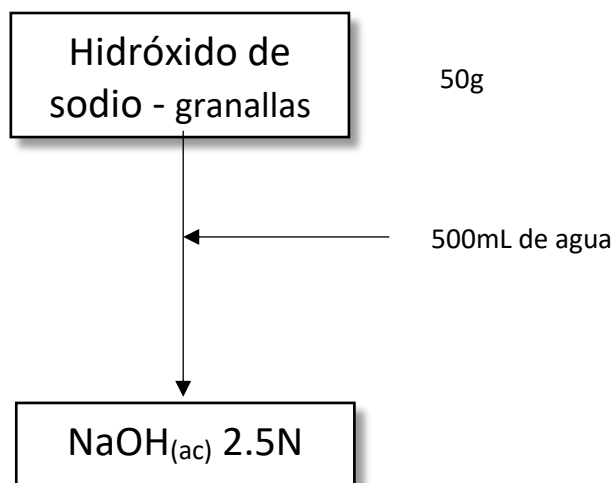 Hidróxido de
sodio - granallas
50g
500mL de agua
NaOH(ac) 2.5N